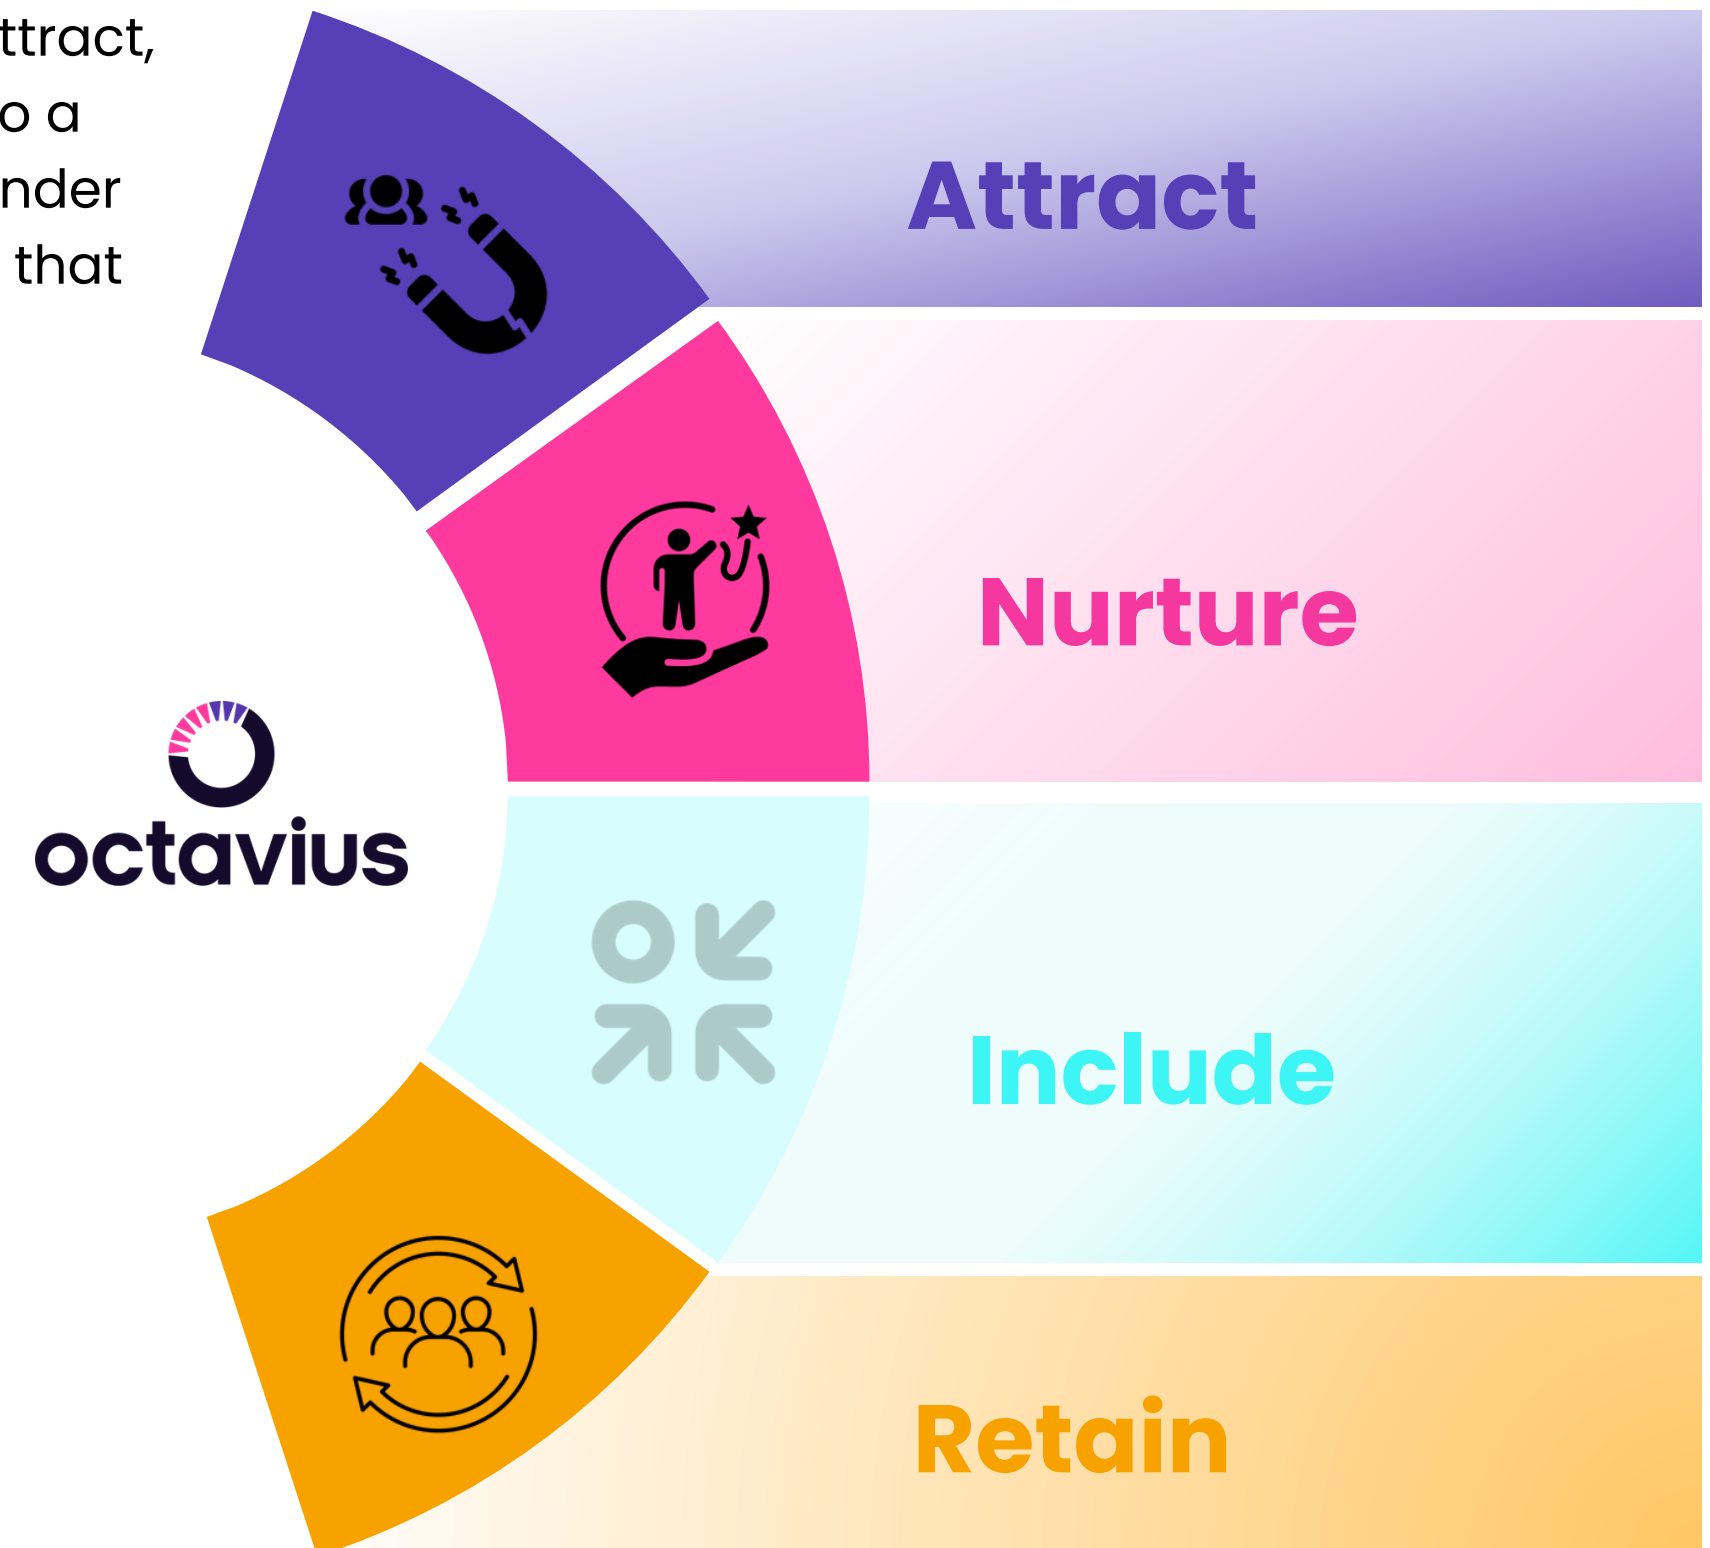 ttract,
o a
nder
that
Attract
Nurture
octavius
Include
Retain